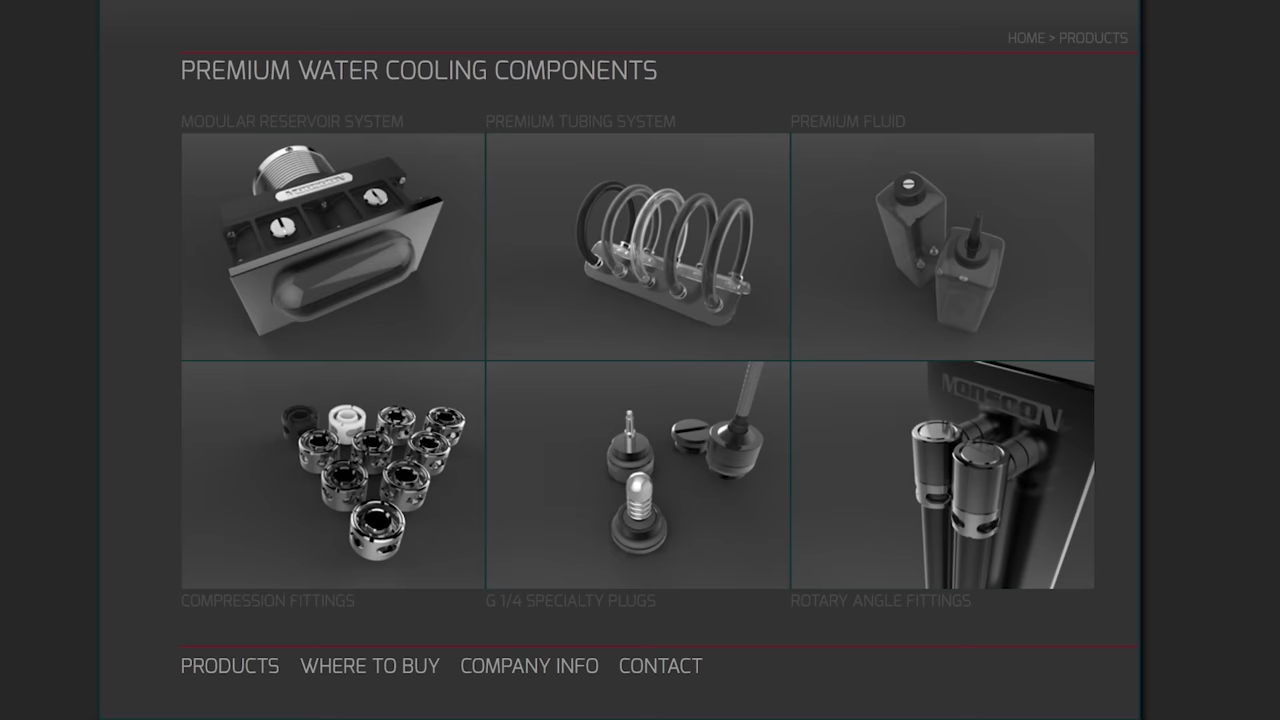 HOME > PRODUCTS
PREMIUM WATER COOLING COMPONENTS
MODULAR RESERVOIR SYSTEM
PREMIUM TUBING SYSTEM
PREMIUM FLUID
MONSOON
COMPRESSION FITTINGS
G 1/4 SPECIALTY PLUGS
ROTARY ANGLE FITTINGS
PRODUCTS WHERE TO BUY COMPANY INFO CONTACT